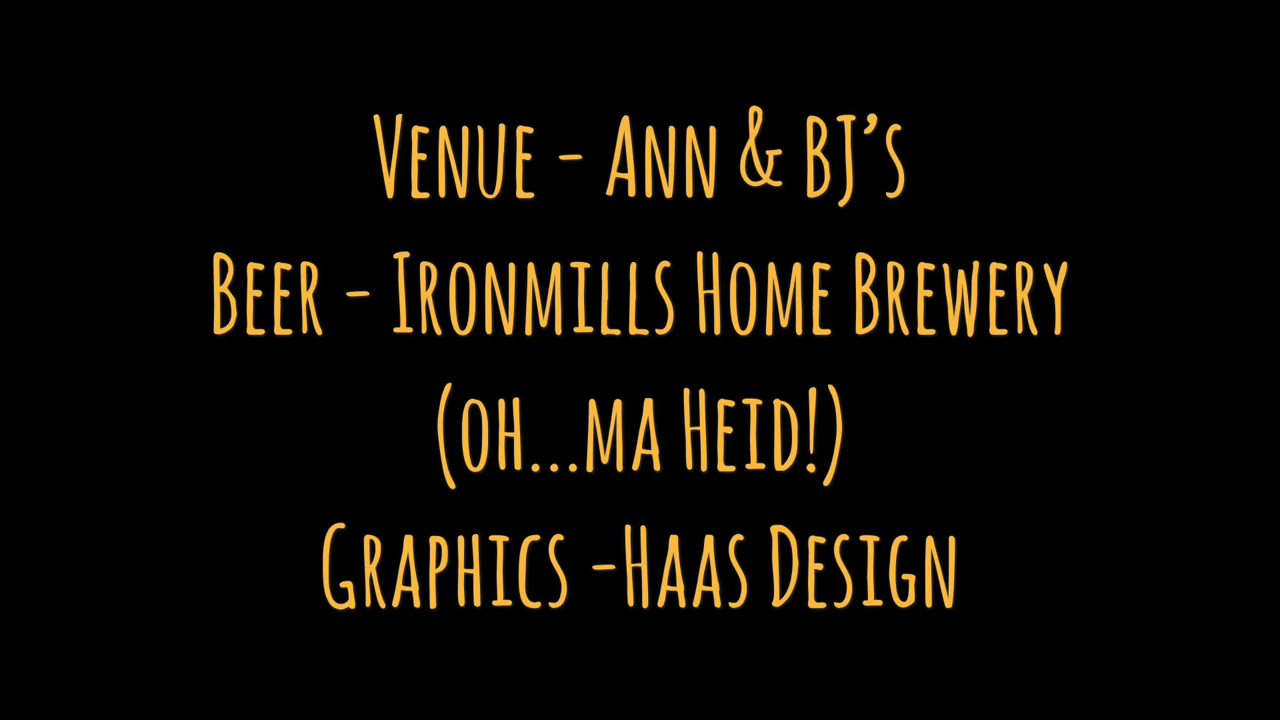 Venue - Ann & BJ’s
Beer - Ironmills Home Brewery
(oh...ma Heid!)
Graphics -Haas Design